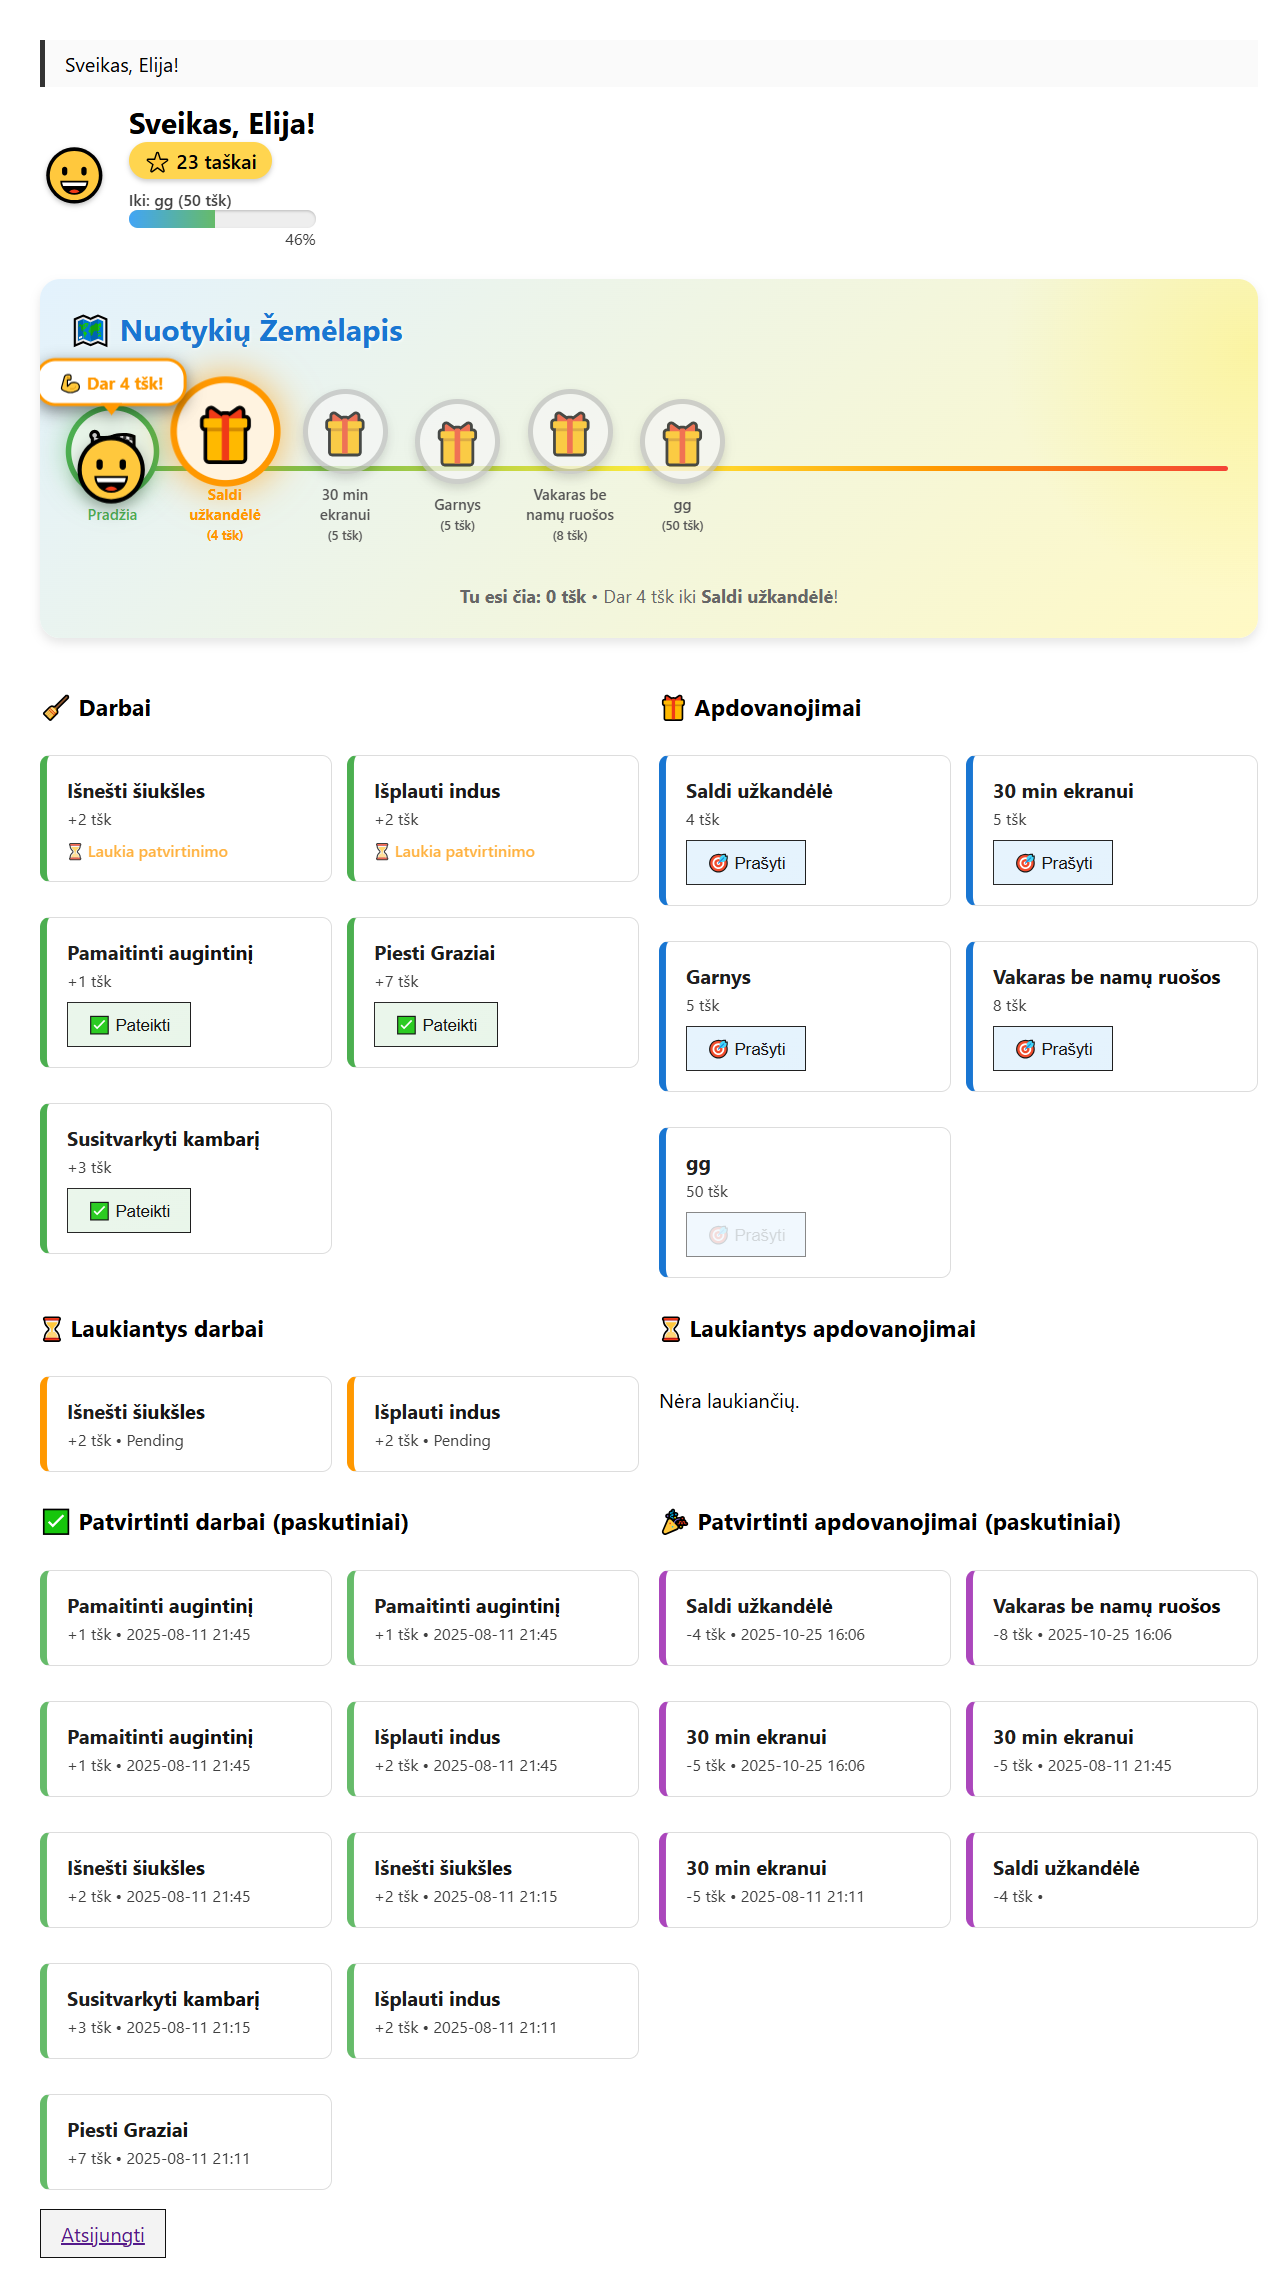 Sveikas, Elija!
Sveikas, Elija!
23 taškai
Iki: gg (50 tšk)
46%
Nuotykių Žemėlapis
Dar 4 tšk!
Pradžia
Saldi
užkandėlė
(4 tšk)
30 min
ekranui
(5 tšk)
Garnys
(5 tšk)
Vakaras be
namų ruošos
(8 tšk)
gg
(50 tšk)
Tu esi čia: 0 tšk • Dar 4 tšk iki Saldi užkandėlė!
Darbai
Išnešti šiukšles
+2 tšk
Laukia patvirtinimo
Išplauti indus
+2 tšk
Laukia patvirtinimo
Pamaitinti augintinį
+1 tšk
Pateikti
Piesti Graziai
+7 tšk
Pateikti
Susitvarkyti kambarį
+3 tšk
Pateikti
Apdovanojimai
Saldi užkandėlė
4 tšk
Prašyti
30 min ekranui
5 tšk
Prašyti
Garnys
5 tšk
Prašyti
Vakaras be namų ruošos
8 tšk
Prašyti
gg
50 tšk
Prašyti
Laukiantys darbai
Išnešti šiukšles
+2 tšk • Pending
Išplauti indus
+2 tšk • Pending
Laukiantys apdovanojimai
Nėra laukiančių.
Patvirtinti darbai (paskutiniai)
Pamaitinti augintinį
+1 tšk • 2025-08-11 21:45
Pamaitinti augintinį
+1 tšk • 2025-08-11 21:45
Pamaitinti augintinį
+1 tšk • 2025-08-11 21:45
Išplauti indus
+2 tšk • 2025-08-11 21:45
Išnešti šiukšles
+2 tšk • 2025-08-11 21:45
Išnešti šiukšles
+2 tšk • 2025-08-11 21:15
Susitvarkyti kambarį
+3 tšk • 2025-08-11 21:15
Išplauti indus
+2 tšk • 2025-08-11 21:11
Piesti Graziai
+7 tšk • 2025-08-11 21:11
Patvirtinti apdovanojimai (paskutiniai)
Saldi užkandėlė
-4 tšk • 2025-10-25 16:06
Vakaras be namų ruošos
-8 tšk • 2025-10-25 16:06
30 min ekranui
-5 tšk • 2025-10-25 16:06
30 min ekranui
-5 tšk • 2025-08-11 21:45
30 min ekranui
-5 tšk • 2025-08-11 21:11
Saldi užkandėlė
-4 tšk •
Atsijungti